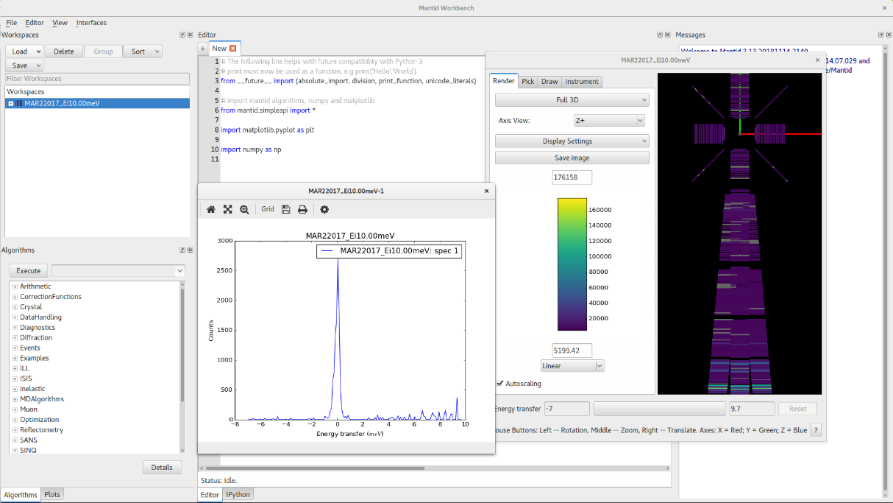 Mantid Workbench
File Editor View Interfaces
Workspaces
Load Delete Group Sort
Save
Filter Workspaces
Workspaces
MAR22017_Ei10.00meV
Algorithms
Execute
Arithmetic
CorrectionFunctions
Crystal
DataHandling
Diagnostics
Diffraction
Events
Examples
ILL
ISIS
Inelastic
MDAlgorithms
Muon
Optimization
Reflectometry
SANS
SINQ
Details
Algorithms Plots
Editor
New
1 # The following line helps with future compatibility with Python 3
2 # print must now be used as a function, e.g print('Hello','World')
3 from __future__ import (absolute_import, division, print_function, unicode_literals)
4
5 # import mantid algorithms, numpy and matplotlib
6 from mantid.simpleapi import *
7
8 import matplotlib.pyplot as plt
9
10 import numpy as np
11
MAR22017_Ei10.00meV-1
Grid
MAR22017_Ei10.00meV
MAR22017_Ei10.00meV: spec 1
3000
2500
2000
1500
1000
500
0
Counts
−8 −6 −4 −2 0 2 4 6 8 10
Energy transfer (meV)
Status: Idle.
Editor IPython
Messages
14.07.029 and
e/Mantid
MAR22017_Ei10.00meV
Render Pick Draw Instrument
Full 3D
Axis View: Z+
Display Settings
Save image
176158
160000
140000
120000
100000
80000
60000
40000
20000
5199.42
Linear
Autoscaling
Energy transfer -7 9.7 Reset
ouse Buttons: Left -- Rotation, Middle -- Zoom, Right -- Translate. Axes: X = Red; Y = Green; Z = Blue ?